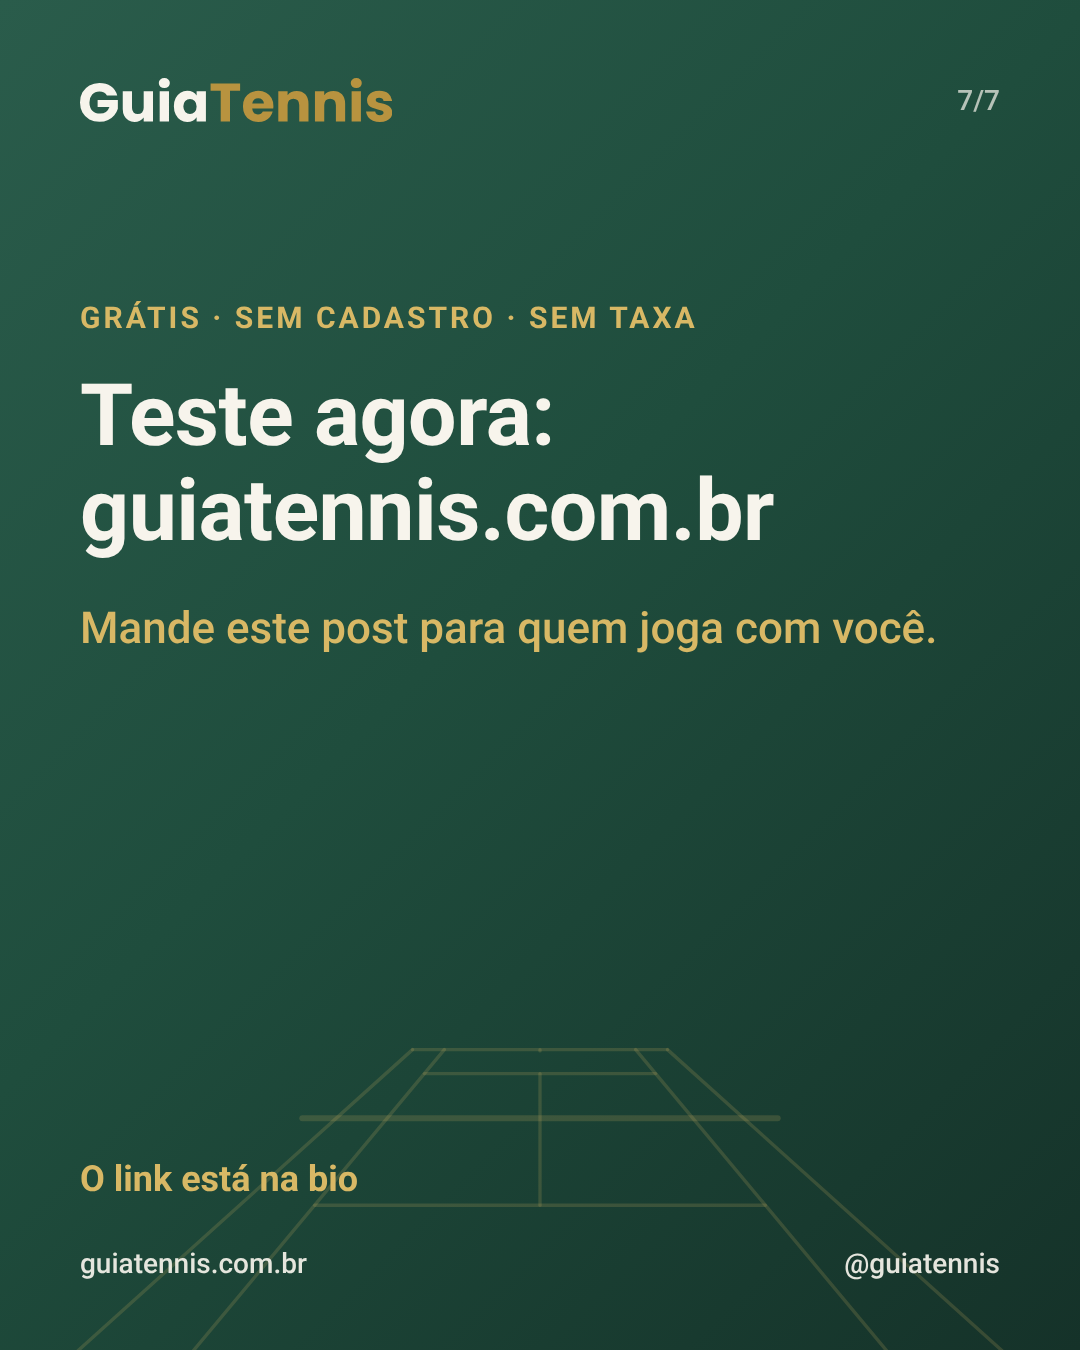 GuiaTennis
7/7
GRÁTIS · SEM CADASTRO · SEM TAXA
Teste agora:
guiatennis.com.br
Mande este post para quem joga com você.
O link está na bio
guiatennis.com.br
@guiatennis